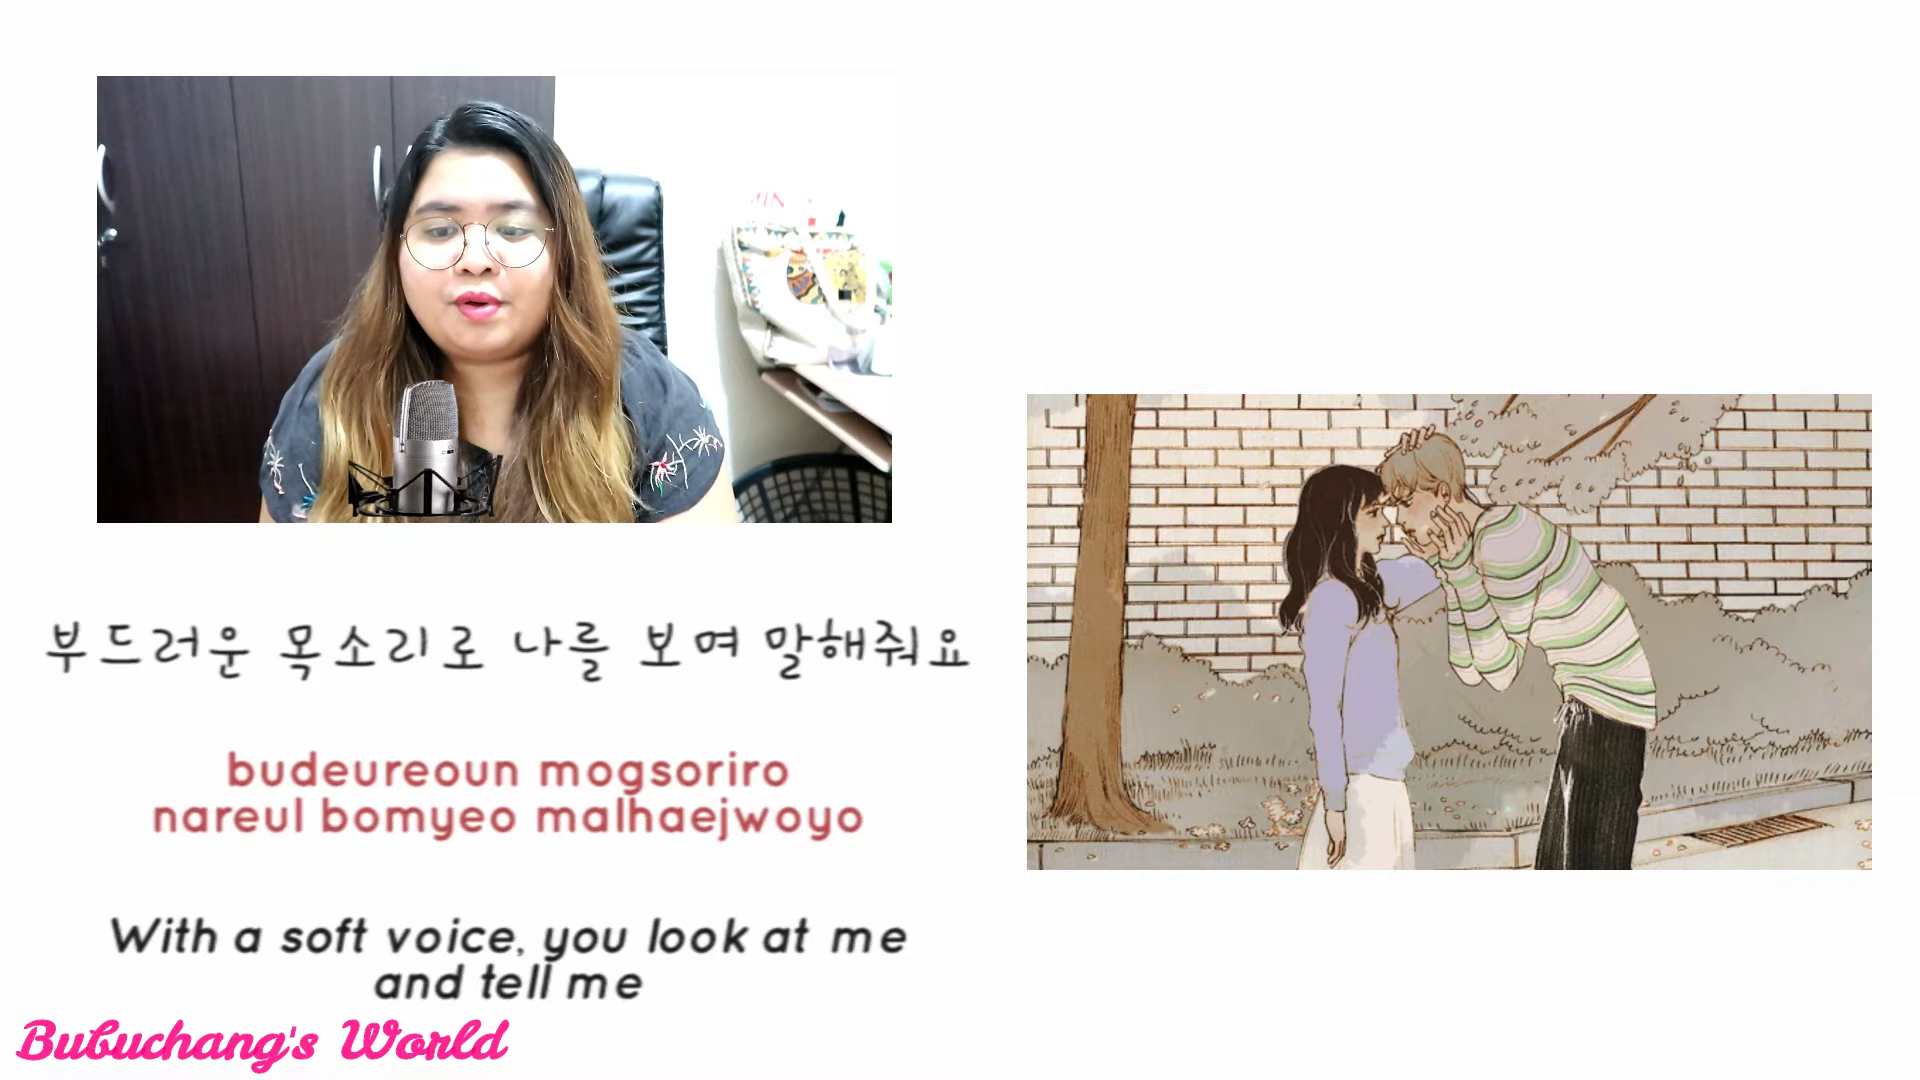 부드러운 목소리로 나를 보며 말해줘요
budeureoun mogsoriro
nareul bomyeo malhaejwoyo
With a soft voice, you look at me
and tell me
Bubuchang's World